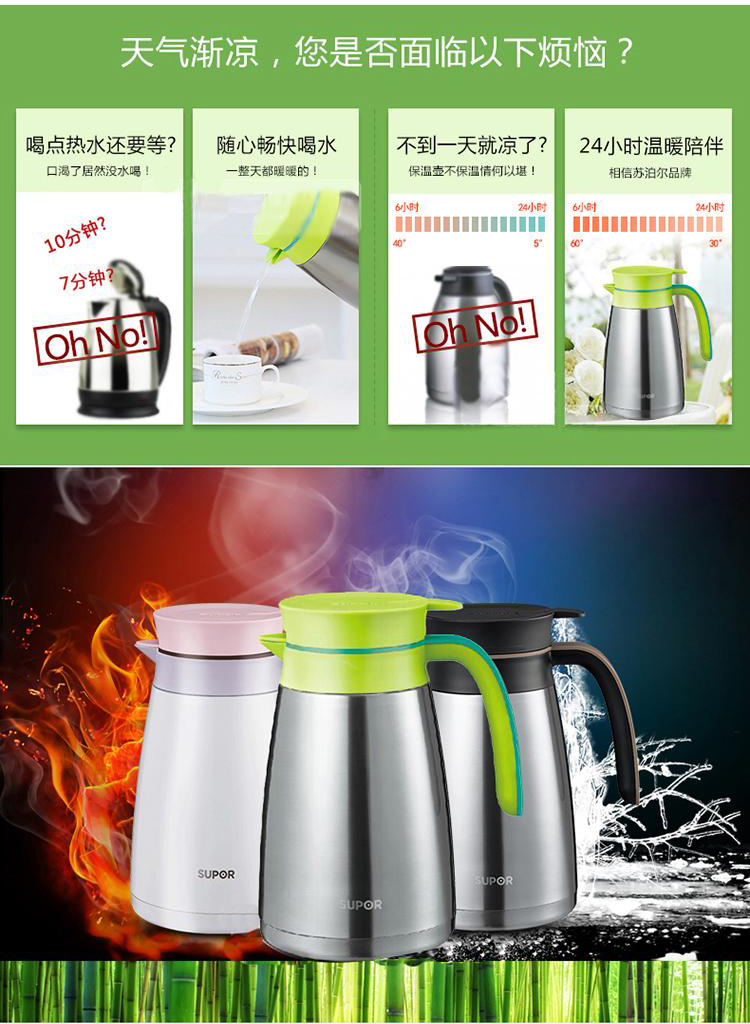 天气渐凉，您是否面临以下烦恼？
喝点热水还要等?
口渴了居然没水喝！
10分钟?
7分钟?
Oh No!
随心畅快喝水
一整天都暖暖的！
不到一天就凉了?
保温壶不保温情何以堪！
6小时 24小时
40° 5°
Oh No!
24小时温暖陪伴
相信苏泊尔品牌
6小时 24小时
60° 30°
SUPOR
SUPOR
SUPOR
SUPOR